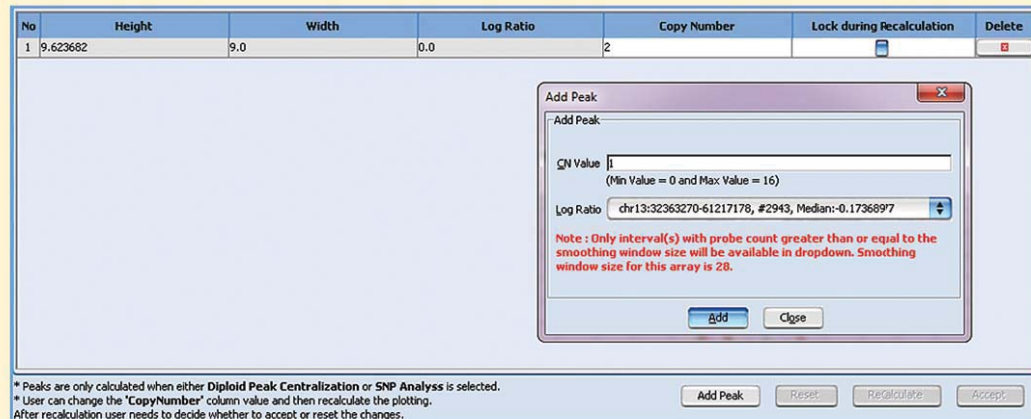 No Height Width Log Ratio Copy Number Lock during Recalculation Delete
1 9.623682 9.0 0.0 2
Add Peak
Add Peak
CN Value 1
(Min Value = 0 and Max Value = 16)
Log Ratio chr13:32363270-61217178, #2943, Median:-0.1736897
Note : Only interval(s) with probe count greater than or equal to the
smoothing window size will be available in dropdown. Smoothing
window size for this array is 28.
Add Close
* Peaks are only calculated when either Diploid Peak Centralization or SNP Analyss is selected.
* User can change the 'CopyNumber' column value and then recalculate the plotting.
After recalculation user needs to decide whether to accept or reset the changes.
Add Peak Reset ReCalculate Accept